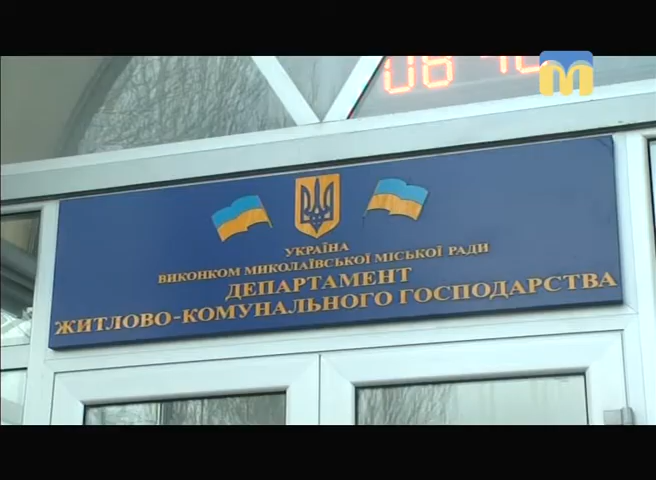 УКРАЇНА
ВИКОНКОМ МИКОЛАЇВСЬКОЇ МІСЬКОЇ РАДИ
ДЕПАРТАМЕНТ
ЖИТЛОВО-КОМУНАЛЬНОГО ГОСПОДАРСТВА